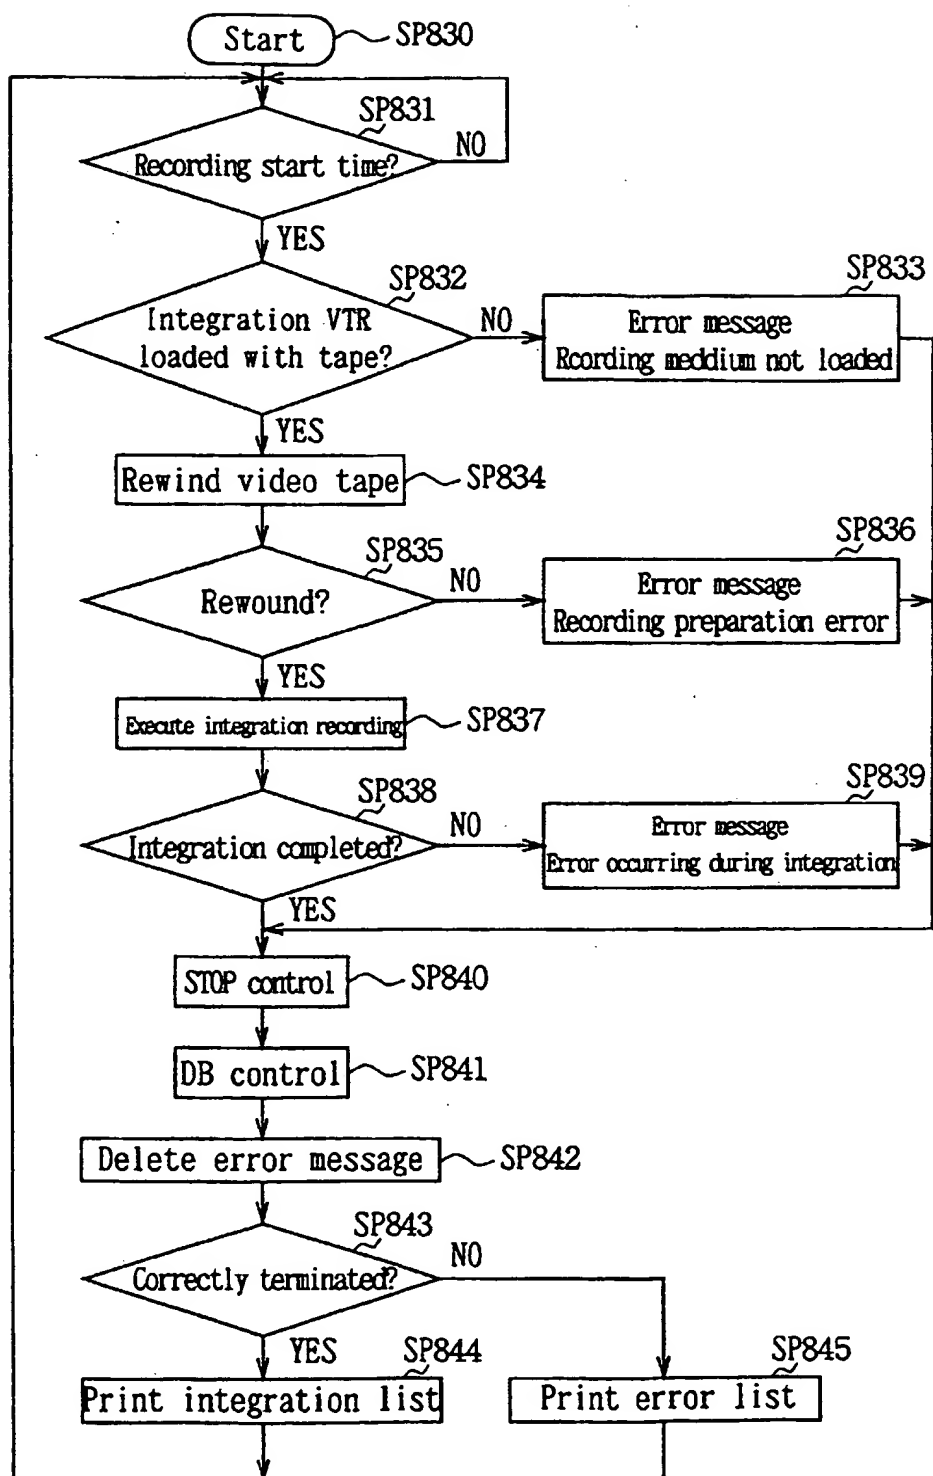 Start
SP830
SP831
Recording start time?
NO
YES
SP832
Integration VTR
loaded with tape?
NO
SP833
Error message
Rcording meddium not loaded
YES
Rewind video tape
SP834
SP835
Rewound?
NO
SP836
Error message
Recording preparation error
YES
Execute integration recording
SP837
SP838
Integration completed?
NO
SP839
Error message
Error occurring during integration
YES
STOP control
SP840
DB control
SP841
Delete error message
SP842
SP843
Correctly terminated?
NO
YES
SP844
Print integration list
SP845
Print error list